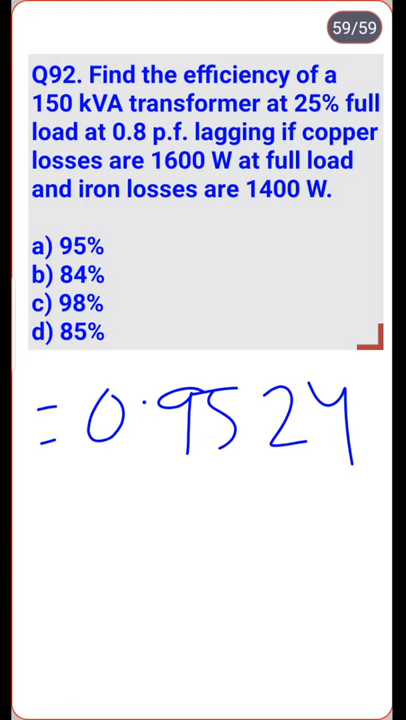 59/59
Q92. Find the efficiency of a
150 kVA transformer at 25% full
load at 0.8 p.f. lagging if copper
losses are 1600 W at full load
and iron losses are 1400 W.
a) 95%
b) 84%
c) 98%
d) 85%
= 0.9524